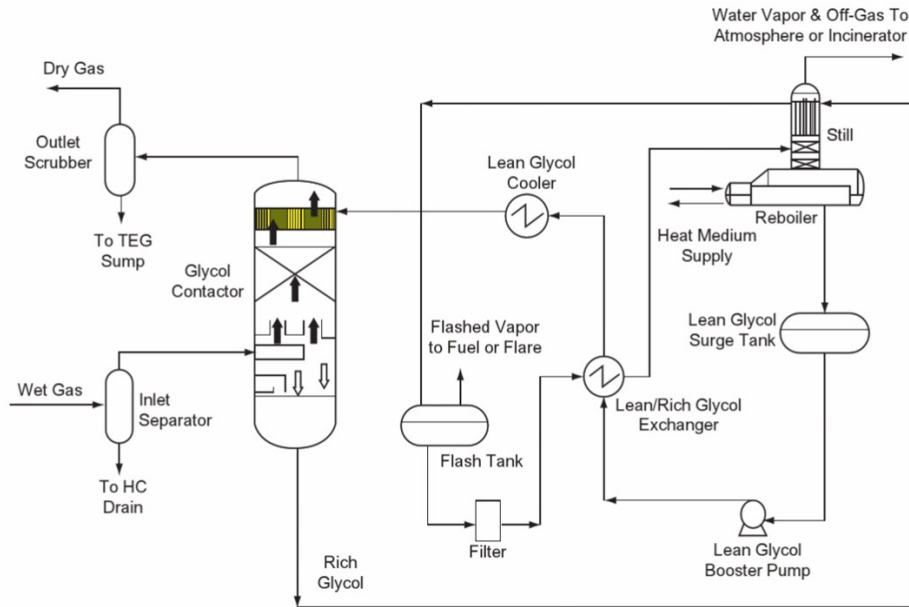 Water Vapor & Off-Gas To
Atmosphere or Incinerator
Dry Gas
Outlet
Scrubber
To TEG
Sump
Lean Glycol
Cooler
Still
Reboiler
Heat Medium
Supply
Glycol
Contactor
Flashed Vapor
to Fuel or Flare
Lean Glycol
Surge Tank
Wet Gas
Inlet
Separator
Lean/Rich Glycol
Exchanger
Flash Tank
To HC
Drain
Filter
Lean Glycol
Booster Pump
Rich
Glycol